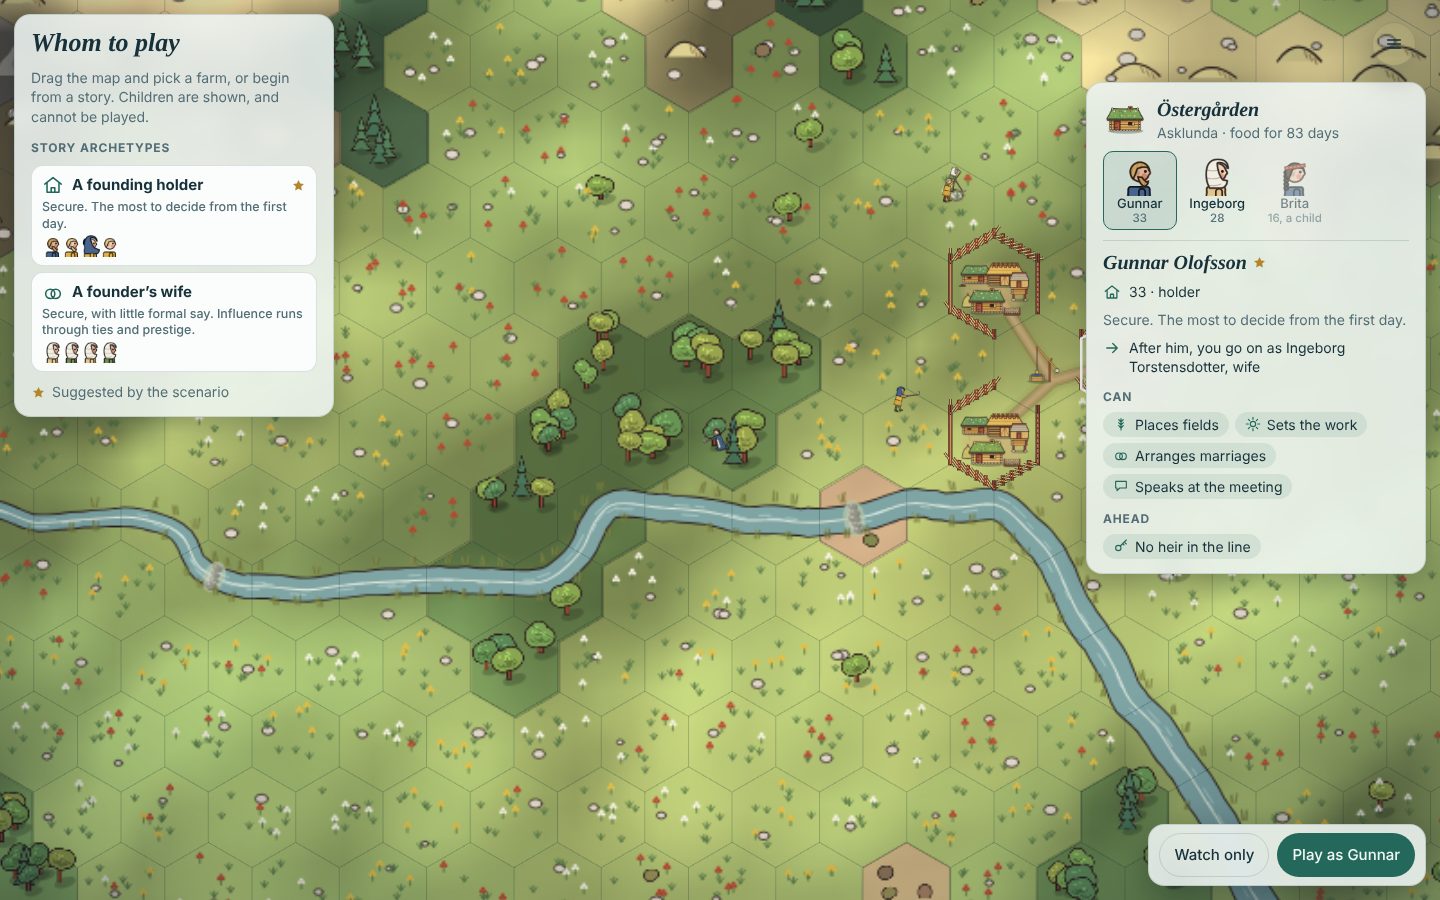 Whom to play
Drag the map and pick a farm, or begin
from a story. Children are shown, and
cannot be played.
STORY ARCHETYPES
A founding holder
Secure. The most to decide from the first
day.
A founder’s wife
Secure, with little formal say. Influence runs
through ties and prestige.
Suggested by the scenario
Östergården
Asklunda · food for 83 days
Gunnar
33
Ingeborg
28
Brita
16, a child
Gunnar Olofsson
33 · holder
Secure. The most to decide from the first day.
After him, you go on as Ingeborg
Torstensdotter, wife
CAN
Places fields
Sets the work
Arranges marriages
Speaks at the meeting
AHEAD
No heir in the line
Watch only
Play as Gunnar